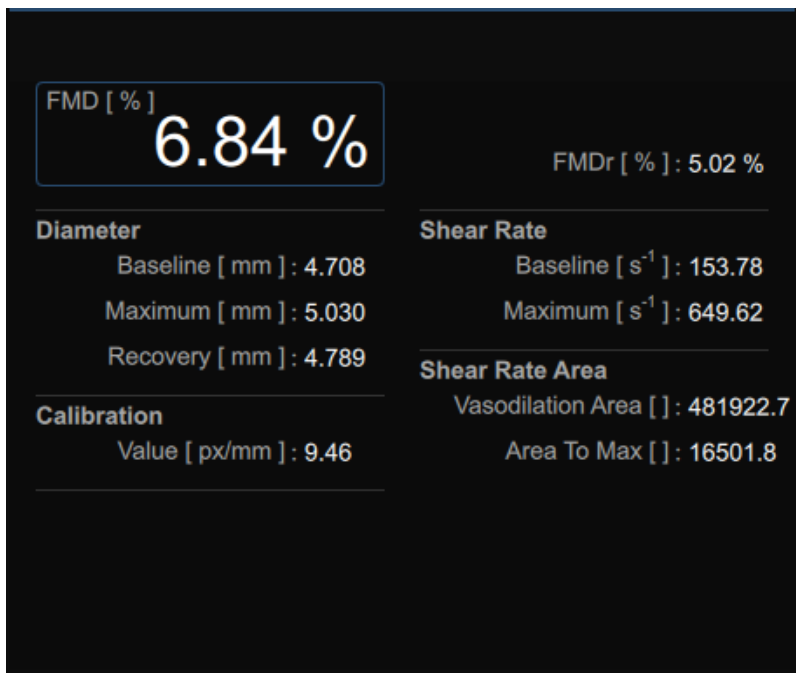 FMD [ % ]
6.84 %
FMDr [ % ] : 5.02 %
Diameter
Baseline [ mm ] : 4.708
Maximum [ mm ] : 5.030
Recovery [ mm ] : 4.789
Calibration
Value [ px/mm ] : 9.46
Shear Rate
Baseline [ s⁻¹ ] : 153.78
Maximum [ s⁻¹ ] : 649.62
Shear Rate Area
Vasodilation Area [ ] : 481922.7
Area To Max [ ] : 16501.8